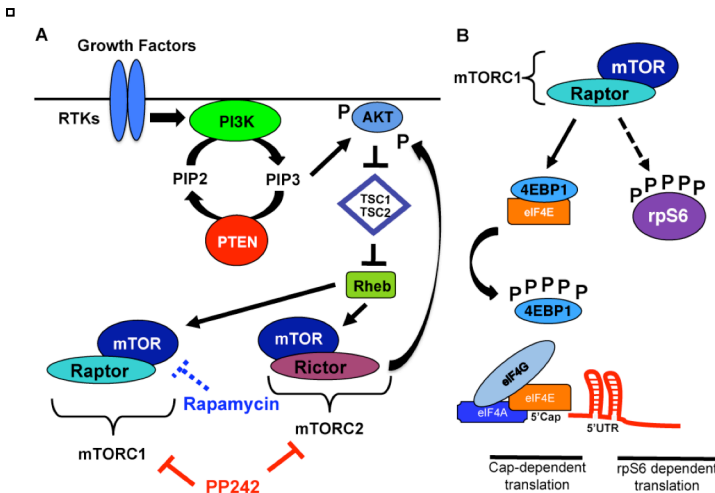 A
Growth Factors
RTKs
PI3K
P
AKT
P
PIP2
PIP3
PTEN
TSC1
TSC2
Rheb
mTOR
Raptor
mTOR
Rictor
Rapamycin
mTORC1
mTORC2
PP242
B
mTORC1
mTOR
Raptor
4EBP1
eIF4E
P P P P P
rpS6
P P P P P
4EBP1
eIF4G
eIF4A
eIF4E
5'Cap
5'UTR
Cap-dependent
translation
rpS6 dependent
translation